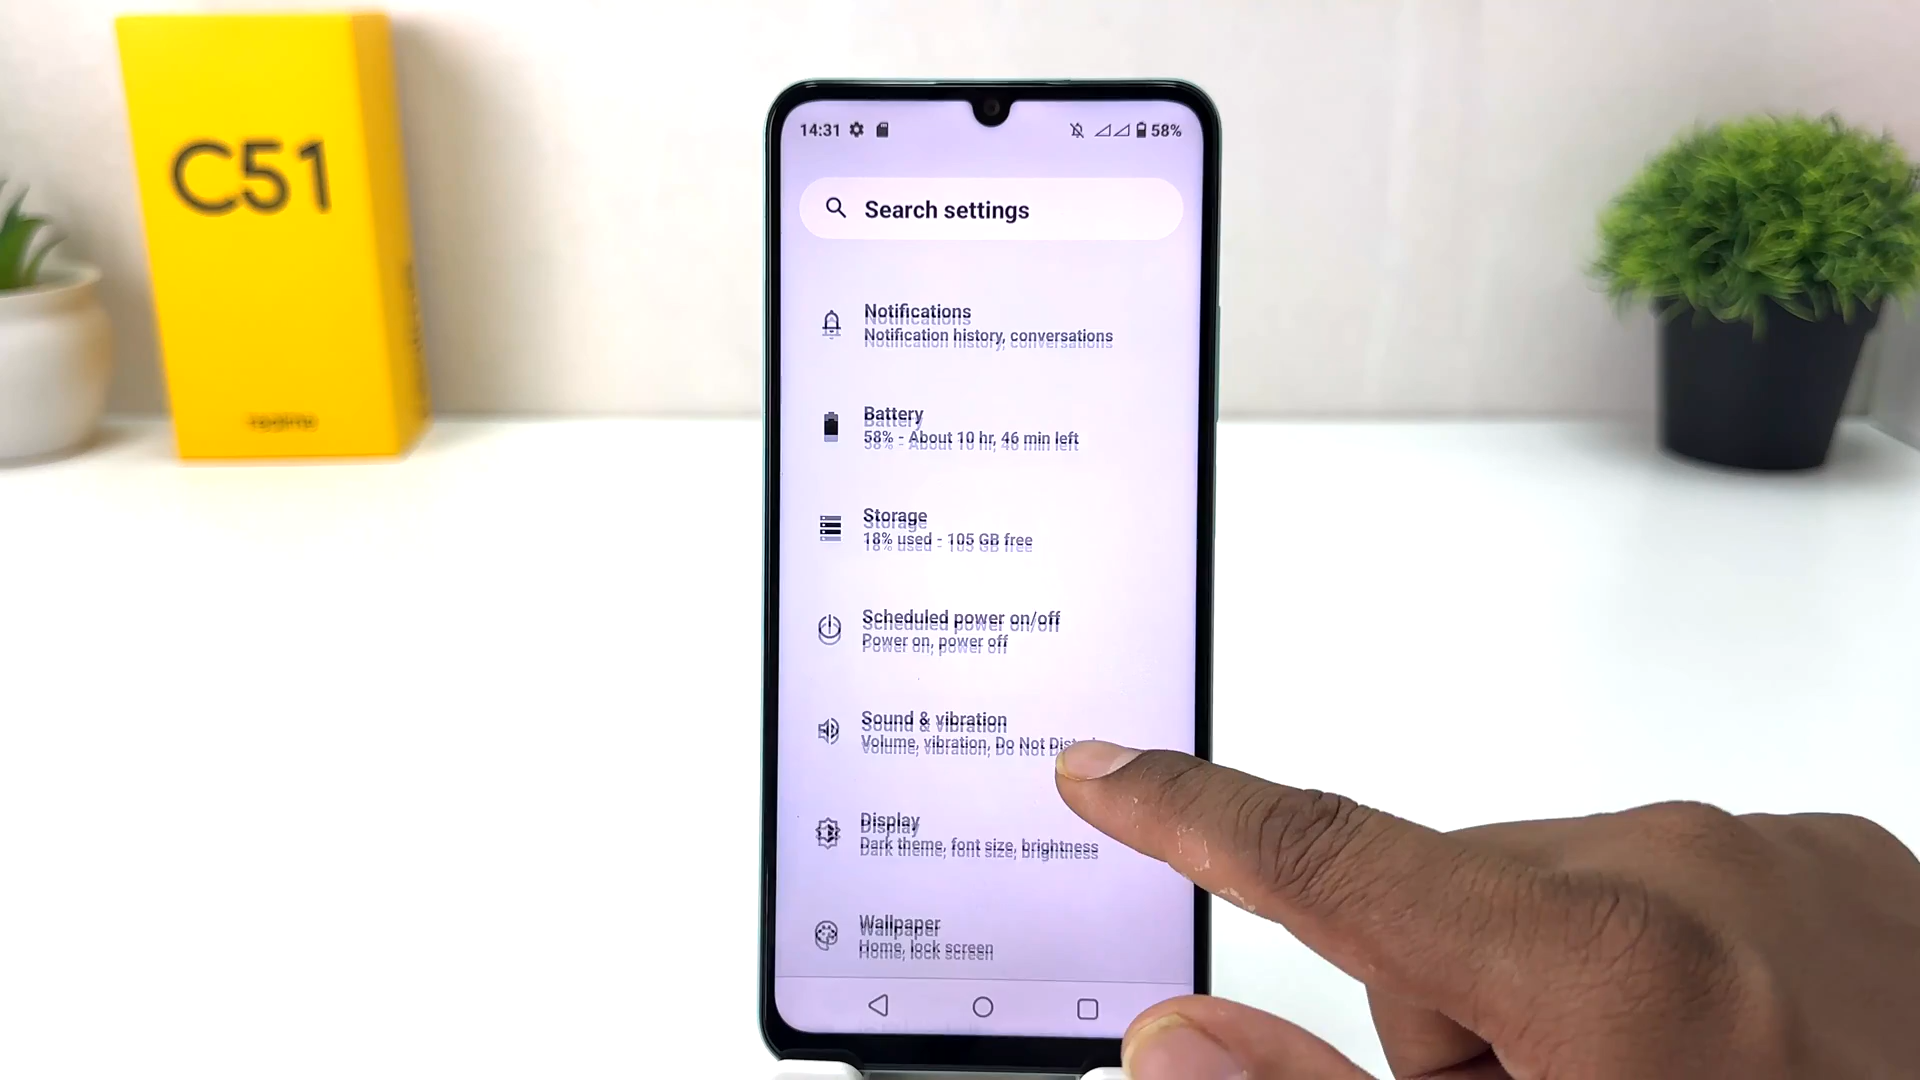 C51
realme
14:31
58%
Search settings
Notifications
Notification history, conversations
Battery
58% - About 10 hr, 46 min left
Storage
18% used - 105 GB free
Scheduled power on/off
Power on, power off
Sound & vibration
Volume, vibration, Do Not
Display
Dark theme, font size, brightness
Wallpaper
Home, lock screen